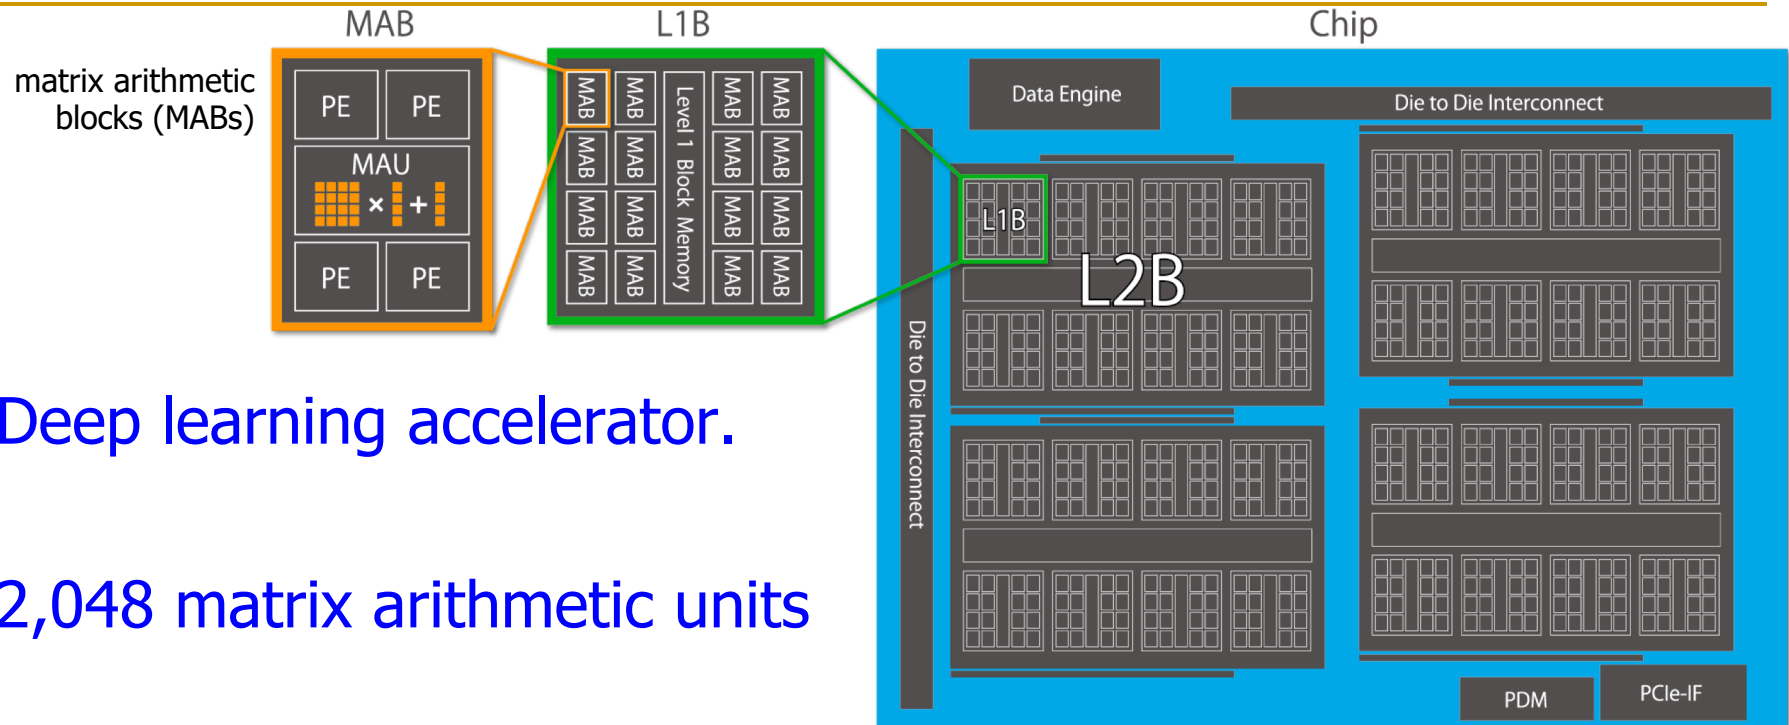 MAB
L1B
Chip
matrix arithmetic
blocks (MABs)
PE
PE
MAU
×
+
PE
PE
MAB
MAB
MAB
MAB
MAB
MAB
MAB
MAB
Level 1 Block Memory
MAB
MAB
MAB
MAB
MAB
MAB
MAB
MAB
Data Engine
Die to Die Interconnect
L1B
L2B
Die to Die Interconnect
PDM
PCIe-IF
Deep learning accelerator.
2,048 matrix arithmetic units